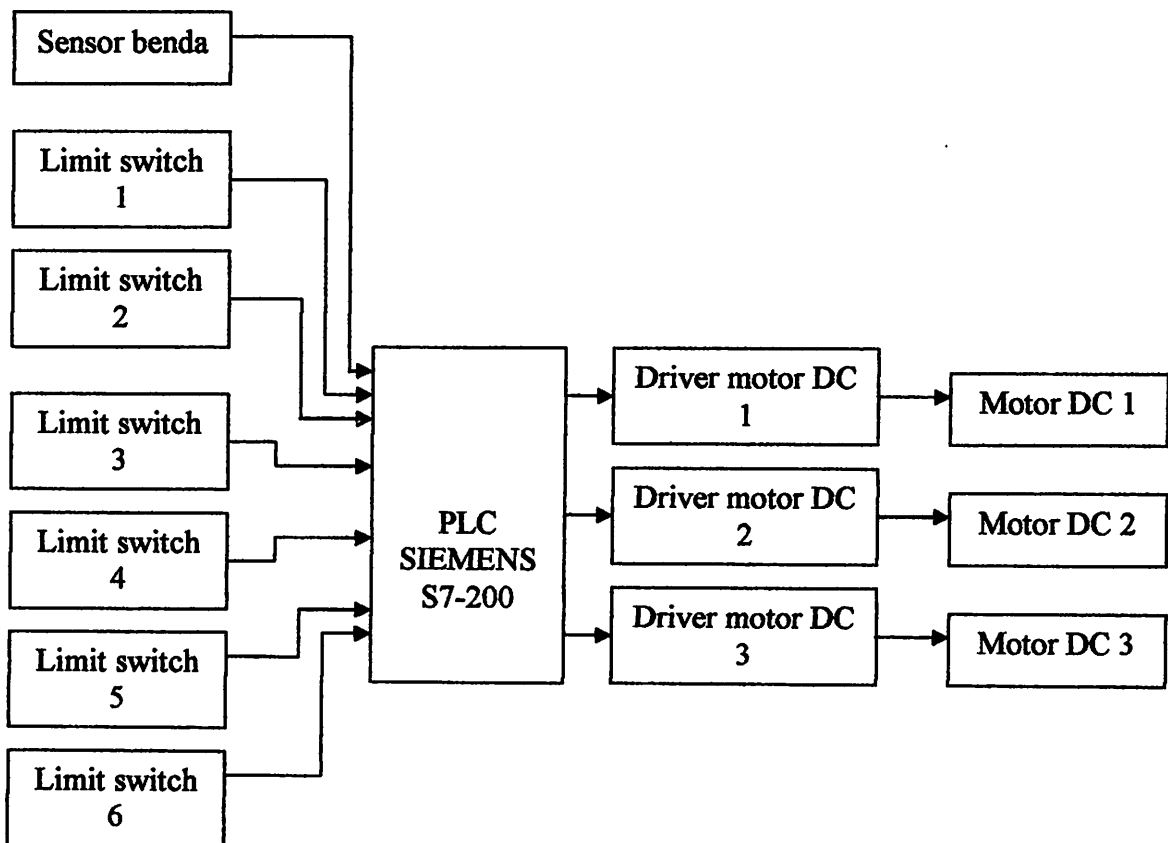 Sensor benda
Limit switch
1
Limit switch
2
Limit switch
3
Limit switch
4
Limit switch
5
Limit switch
6
PLC
SIEMENS
S7-200
Driver motor DC
1
Driver motor DC
2
Driver motor DC
3
Motor DC 1
Motor DC 2
Motor DC 3